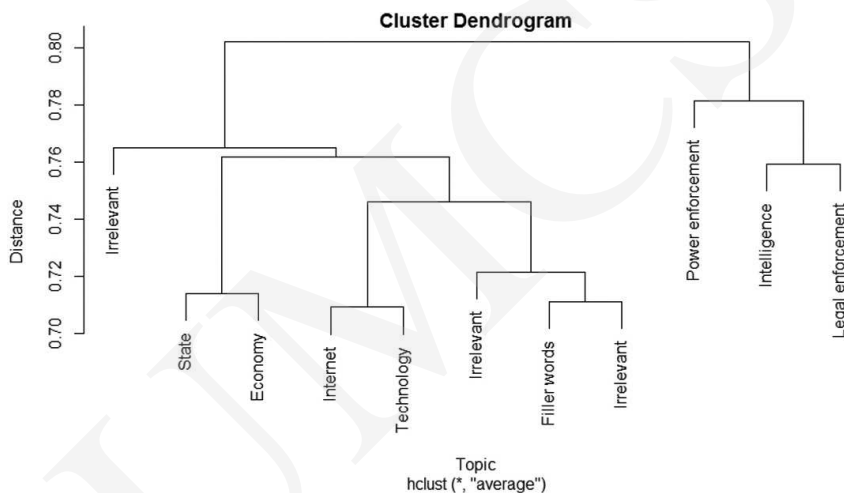 Cluster Dendrogram
Distance
0.80
0.78
0.76
0.74
0.72
0.70
Irrelevant
State
Economy
Internet
Technology
Irrelevant
Filler words
Irrelevant
Power enforcement
Intelligence
Legal enforcement
Topic
hclust (*, "average")
UMCS